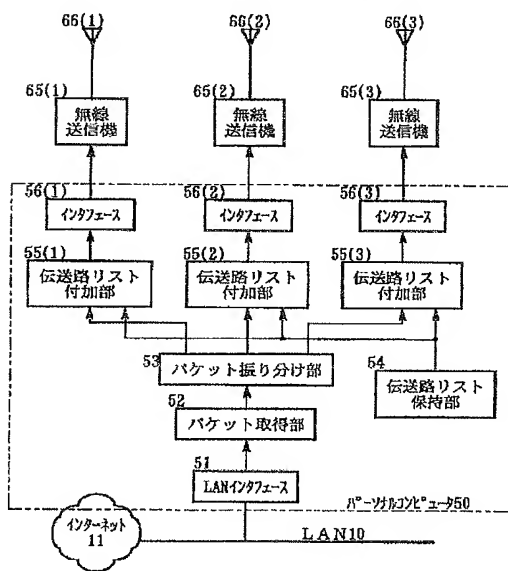 66(1)
66(2)
66(3)
65(1)
65(2)
65(3)
無線
送信機
無線
送信機
無線
送信機
56(1)
56(2)
56(3)
インタフェース
インタフェース
インタフェース
55(1)
55(2)
55(3)
伝送路リスト
付加部
伝送路リスト
付加部
伝送路リスト
付加部
53
パケット振り分け部
54
伝送路リスト
保持部
52
パケット取得部
51
LANインタフェース
パーソナルコンピュータ50
インターネット
11
LAN10